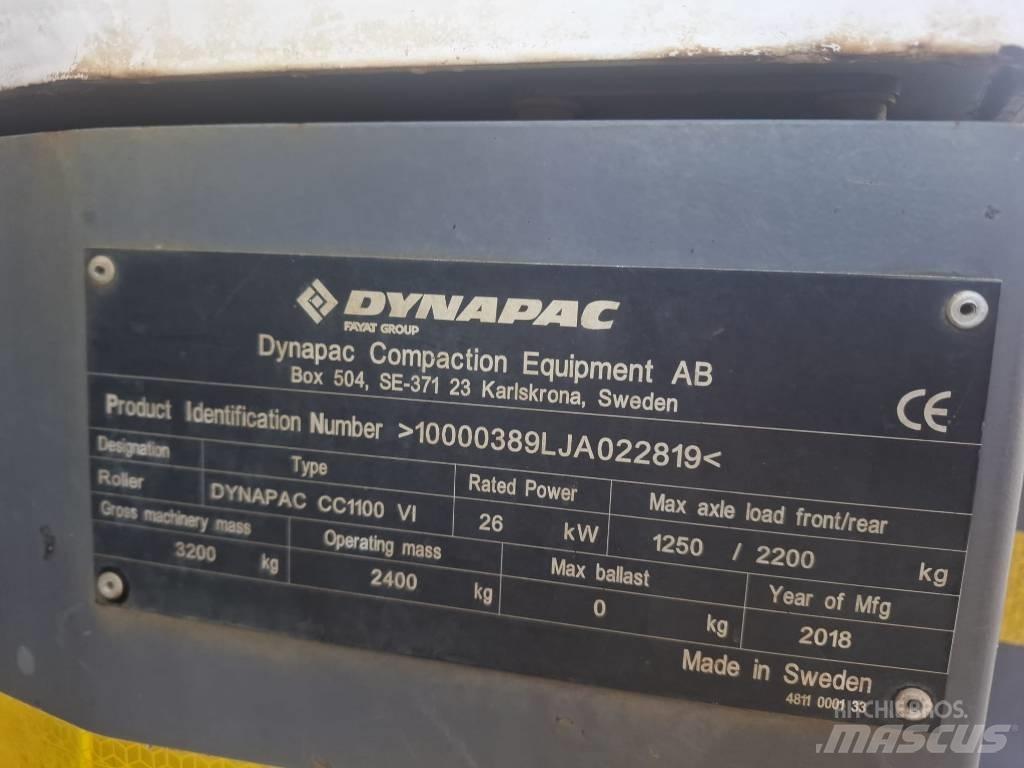 DYNAPAC
FAYAT GROUP
Dynapac Compaction Equipment AB
Box 504, SE-371 23 Karlskrona, Sweden
CE
Product Identification Number >10000389LJA022819<
Designation Type Rated Power Max axle load front/rear
Roller DYNAPAC CC1100 VI 26 kW 1250 / 2200 kg
Gross machinery mass Operating mass Max ballast Year of Mfg
3200 kg 2400 kg 0 kg 2018
Made in Sweden
4811 0001 33
RITCHIE BROS.
MASCUS